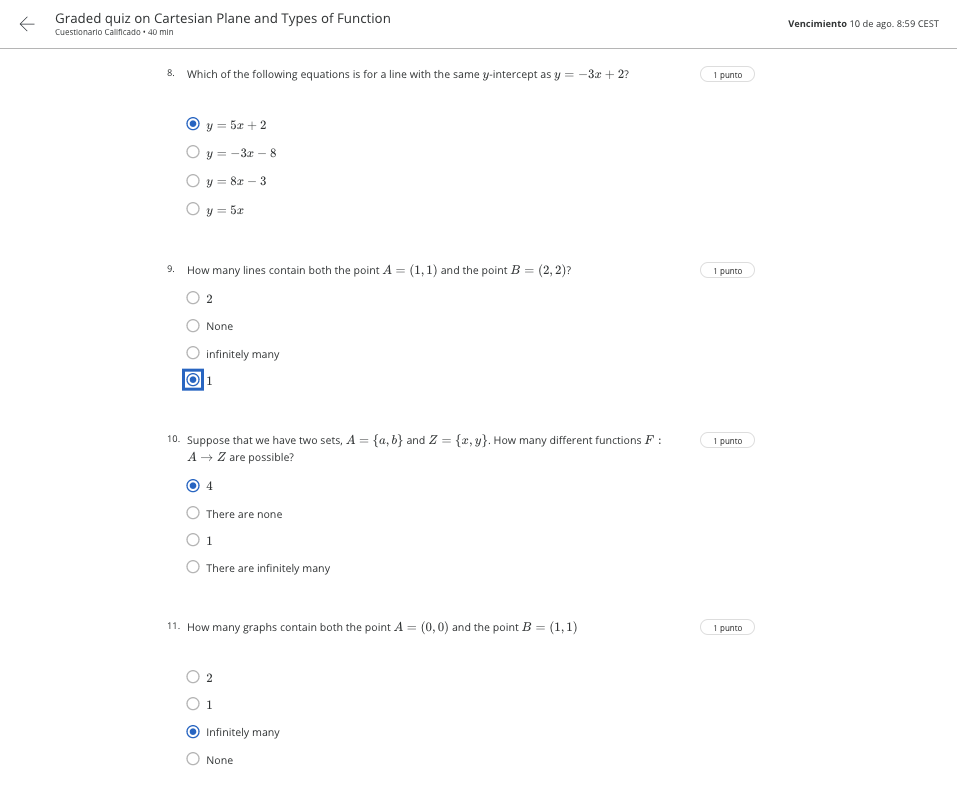 Graded quiz on Cartesian Plane and Types of Function
Cuestionario Calificado • 40 min
Vencimiento 10 de ago. 8:59 CEST
8. Which of the following equations is for a line with the same y-intercept as y = −3x + 2?
1 punto
y = 5x + 2
y = −3x − 8
y = 8x − 3
y = 5x
9. How many lines contain both the point A = (1, 1) and the point B = (2, 2)?
1 punto
2
None
infinitely many
1
10. Suppose that we have two sets, A = {a, b} and Z = {x, y}. How many different functions F :
A → Z are possible?
1 punto
4
There are none
1
There are infinitely many
11. How many graphs contain both the point A = (0, 0) and the point B = (1, 1)
1 punto
2
1
Infinitely many
None